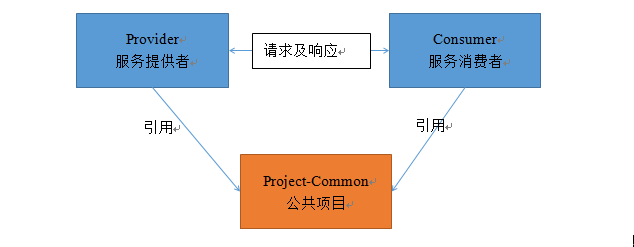 Provider
服务提供者
请求及响应
Consumer
服务消费者
引用
引用
Project-Common
公共项目